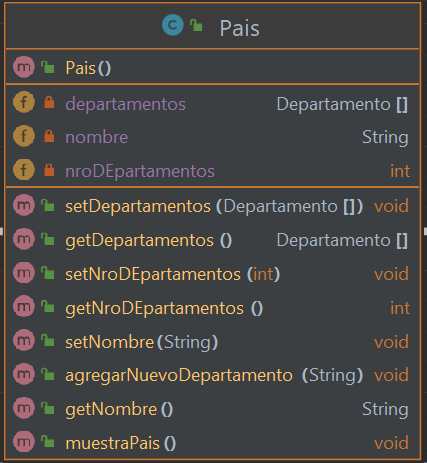 C Pais
m Pais()
f departamentos Departamento []
f nombre String
f nroDEpartamentos int
m setDepartamentos (Departamento []) void
m getDepartamentos () Departamento []
m setNroDEpartamentos (int) void
m getNroDEpartamentos () int
m setNombre(String) void
m agregarNuevoDepartamento (String) void
m getNombre() String
m muestraPais() void